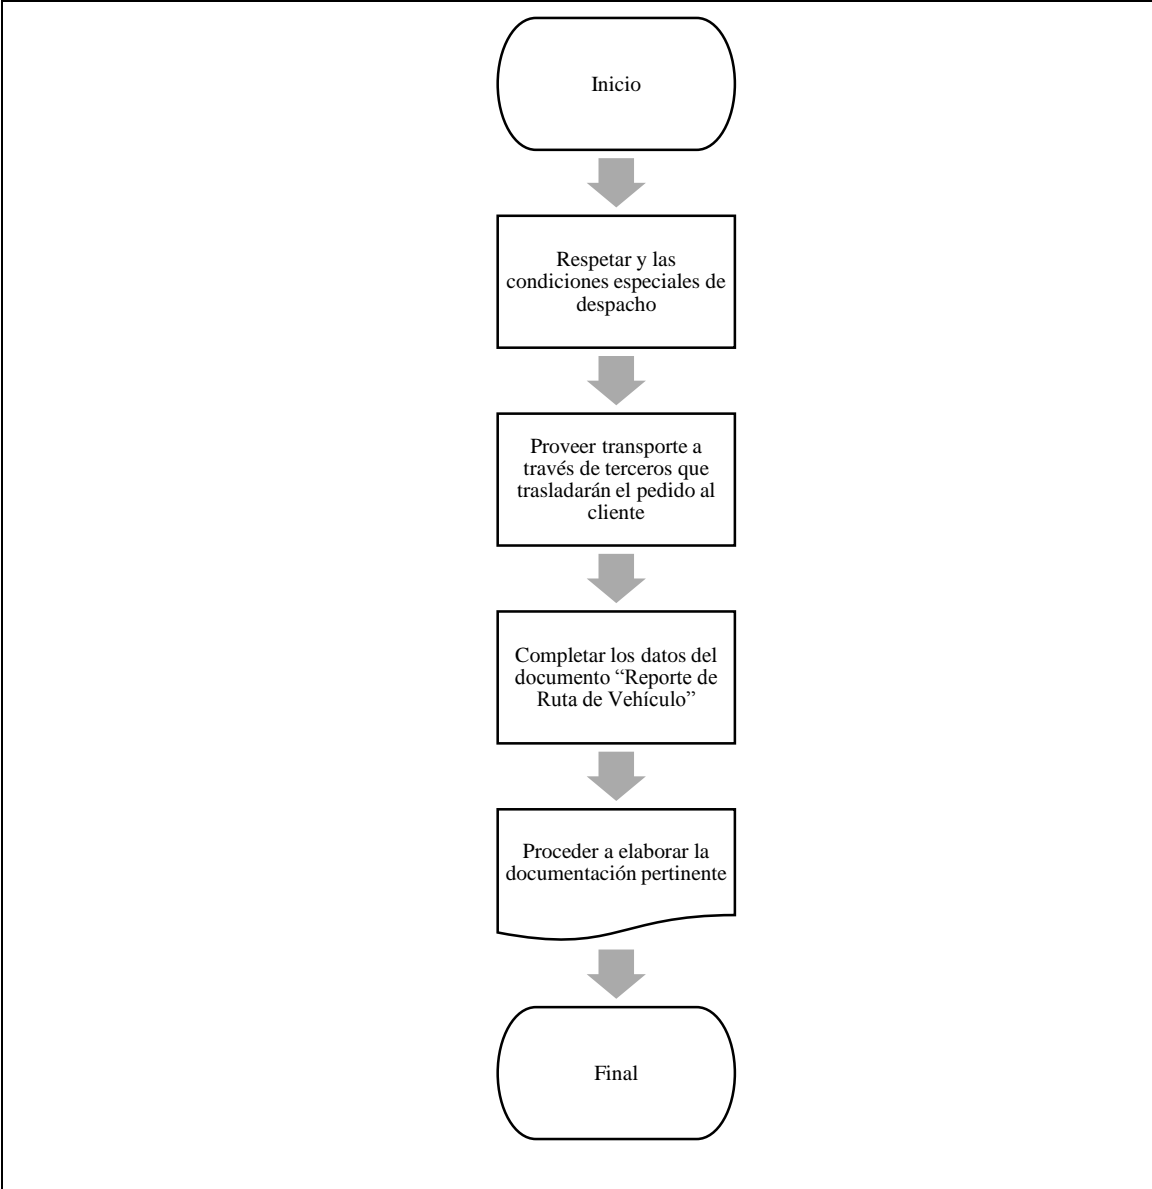 Inicio
Respetar y las
condiciones especiales de
despacho
Proveer transporte a
través de terceros que
trasladarán el pedido al
cliente
Completar los datos del
documento “Reporte de
Ruta de Vehículo”
Proceder a elaborar la
documentación pertinente
Final